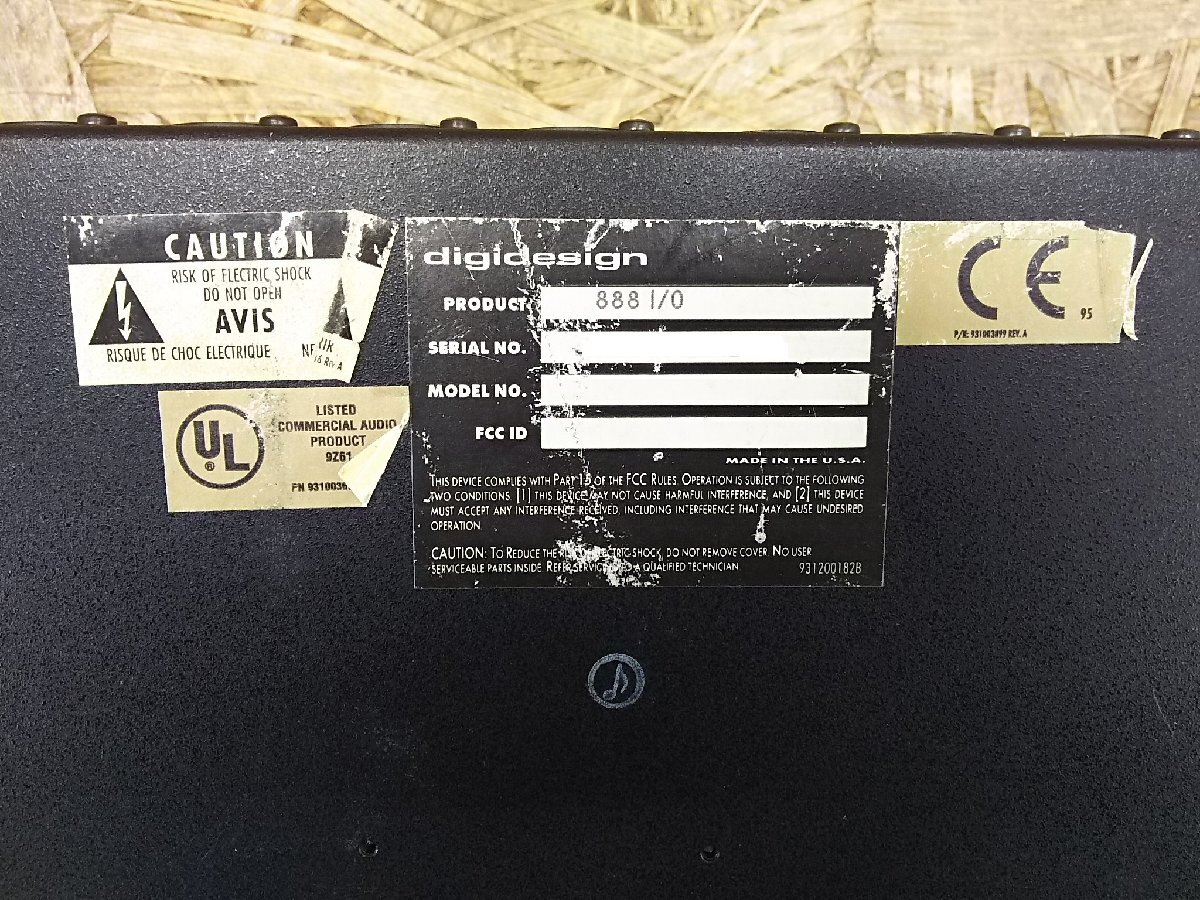 CAUTION
RISK OF ELECTRIC SHOCK
DO NOT OPEN
AVIS
RISQUE DE CHOC ELECTRIQUE
UL
®
LISTED
COMMERCIAL AUDIO
PRODUCT
9Z61
digidesign
PRODUCT 888 I/O
SERIAL NO.
MODEL NO.
FCC ID
MADE IN THE U.S.A.
THIS DEVICE COMPLIES WITH PART 15 OF THE FCC RULES. OPERATION IS SUBJECT TO THE FOLLOWING
TWO CONDITIONS. [1] THIS DEVICE MAY NOT CAUSE HARMFUL INTERFERENCE, AND [2] THIS DEVICE
MUST ACCEPT ANY INTERFERENCE RECEIVED, INCLUDING INTERFERENCE THAT MAY CAUSE UNDESIRED
OPERATION.
CAUTION: TO REDUCE THE RISK OF ELECTRIC SHOCK, DO NOT REMOVE COVER. NO USER
SERVICEABLE PARTS INSIDE. REFER SERVICING TO A QUALIFIED TECHNICIAN.
9312001828
CE
95
P/N: 931003499 REV. A